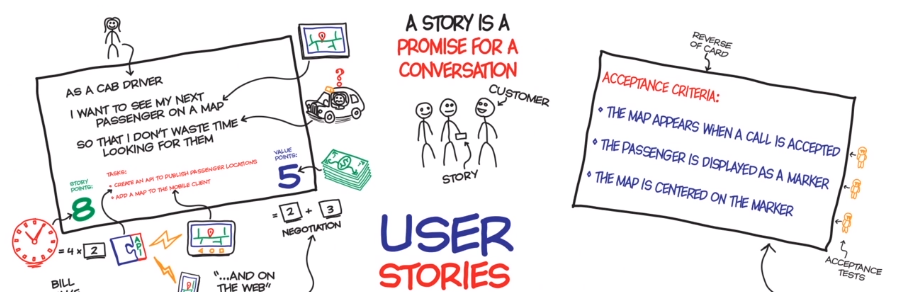 AS A CAB DRIVER
I WANT TO SEE MY NEXT
PASSENGER ON A MAP
SO THAT I DON'T WASTE TIME
LOOKING FOR THEM
STORY
POINTS:
8
TASKS:
• CREATE AN API TO PUBLISH PASSENGER LOCATIONS
• ADD A MAP TO THE MOBILE CLIENT
VALUE
POINTS:
5
?
= 4 x 2
API
= 2 + 3
NEGOTIATION
BILL
"...AND ON
THE WEB"
A STORY IS A
PROMISE FOR A
CONVERSATION
CUSTOMER
STORY
USER
STORIES
REVERSE
OF CARD
ACCEPTANCE CRITERIA:
• THE MAP APPEARS WHEN A CALL IS ACCEPTED
• THE PASSENGER IS DISPLAYED AS A MARKER
• THE MAP IS CENTERED ON THE MARKER
ACCEPTANCE
TESTS